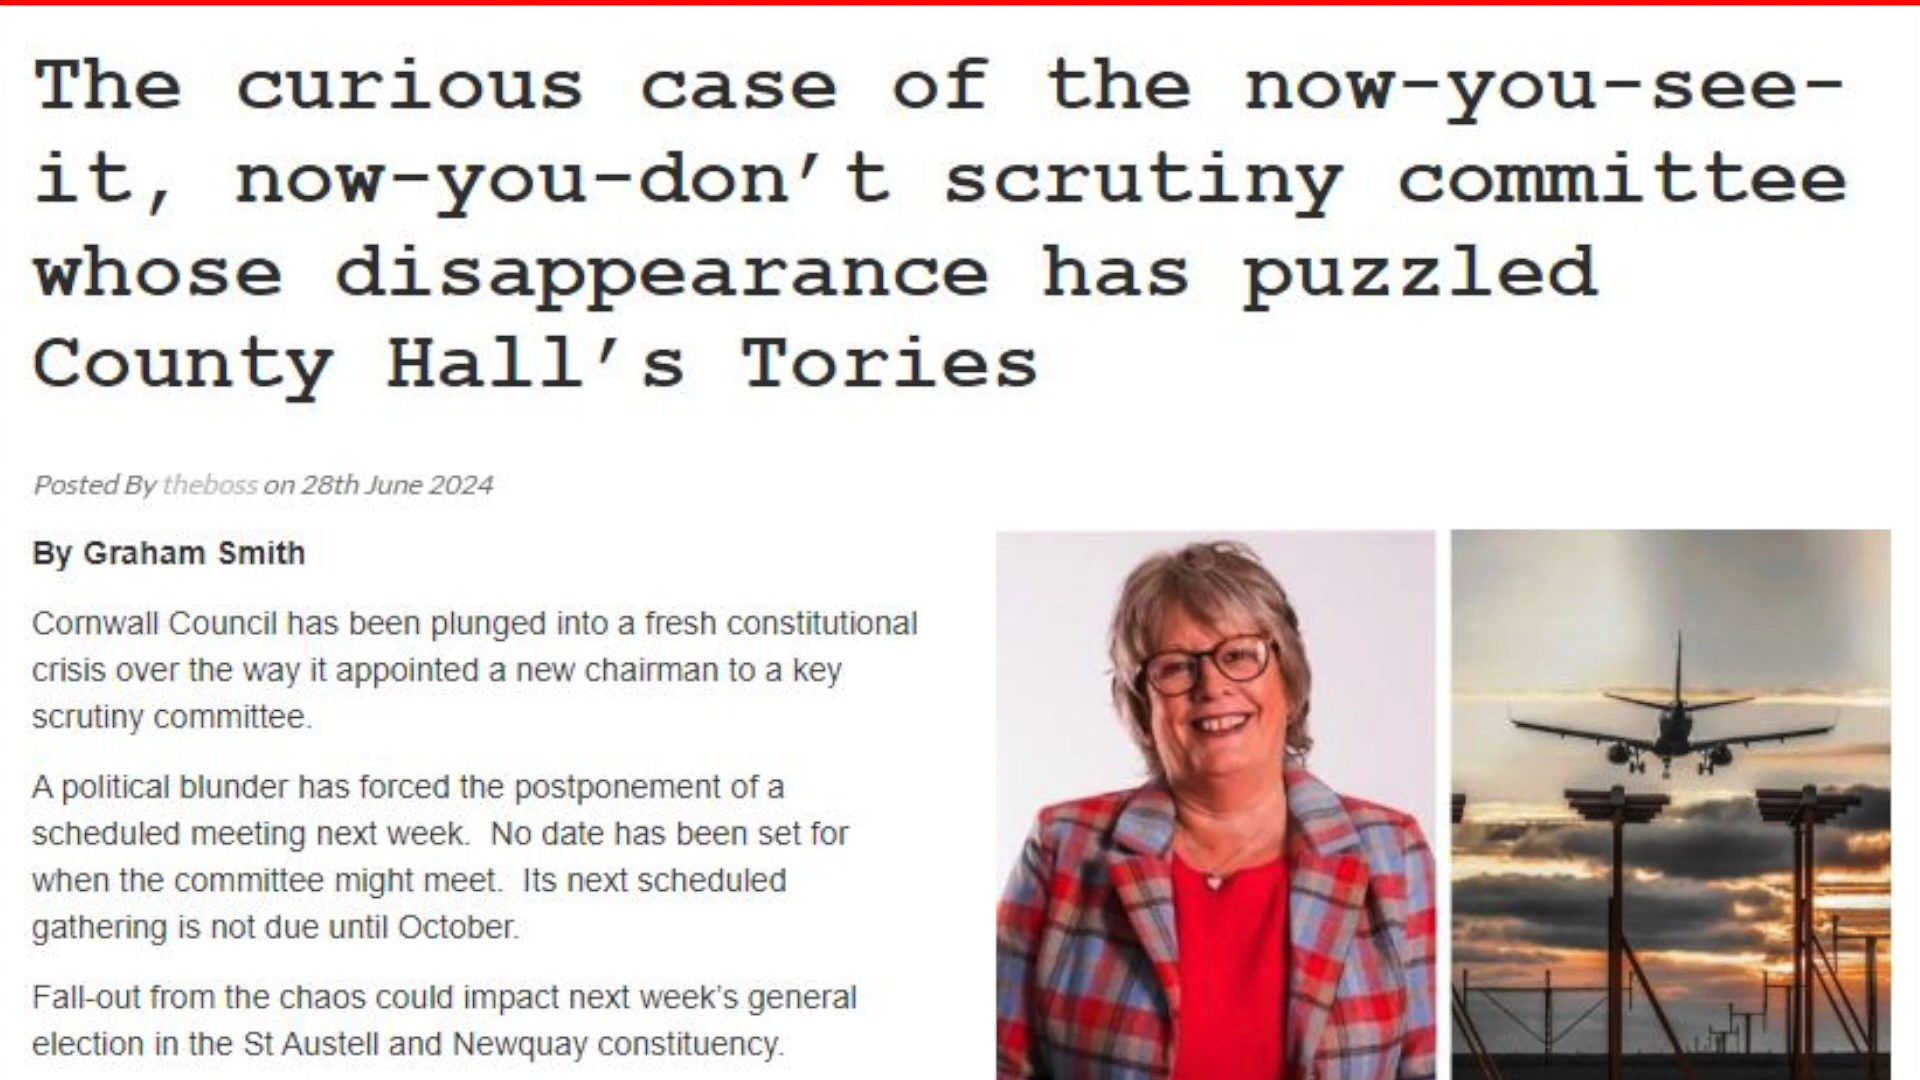 The curious case of the now-you-see-
it, now-you-don't scrutiny committee
whose disappearance has puzzled
County Hall's Tories
Posted By theboss on 28th June 2024
By Graham Smith
Cornwall Council has been plunged into a fresh constitutional
crisis over the way it appointed a new chairman to a key
scrutiny committee.
A political blunder has forced the postponement of a
scheduled meeting next week.  No date has been set for
when the committee might meet.  Its next scheduled
gathering is not due until October.
Fall-out from the chaos could impact next week's general
election in the St Austell and Newquay constituency.